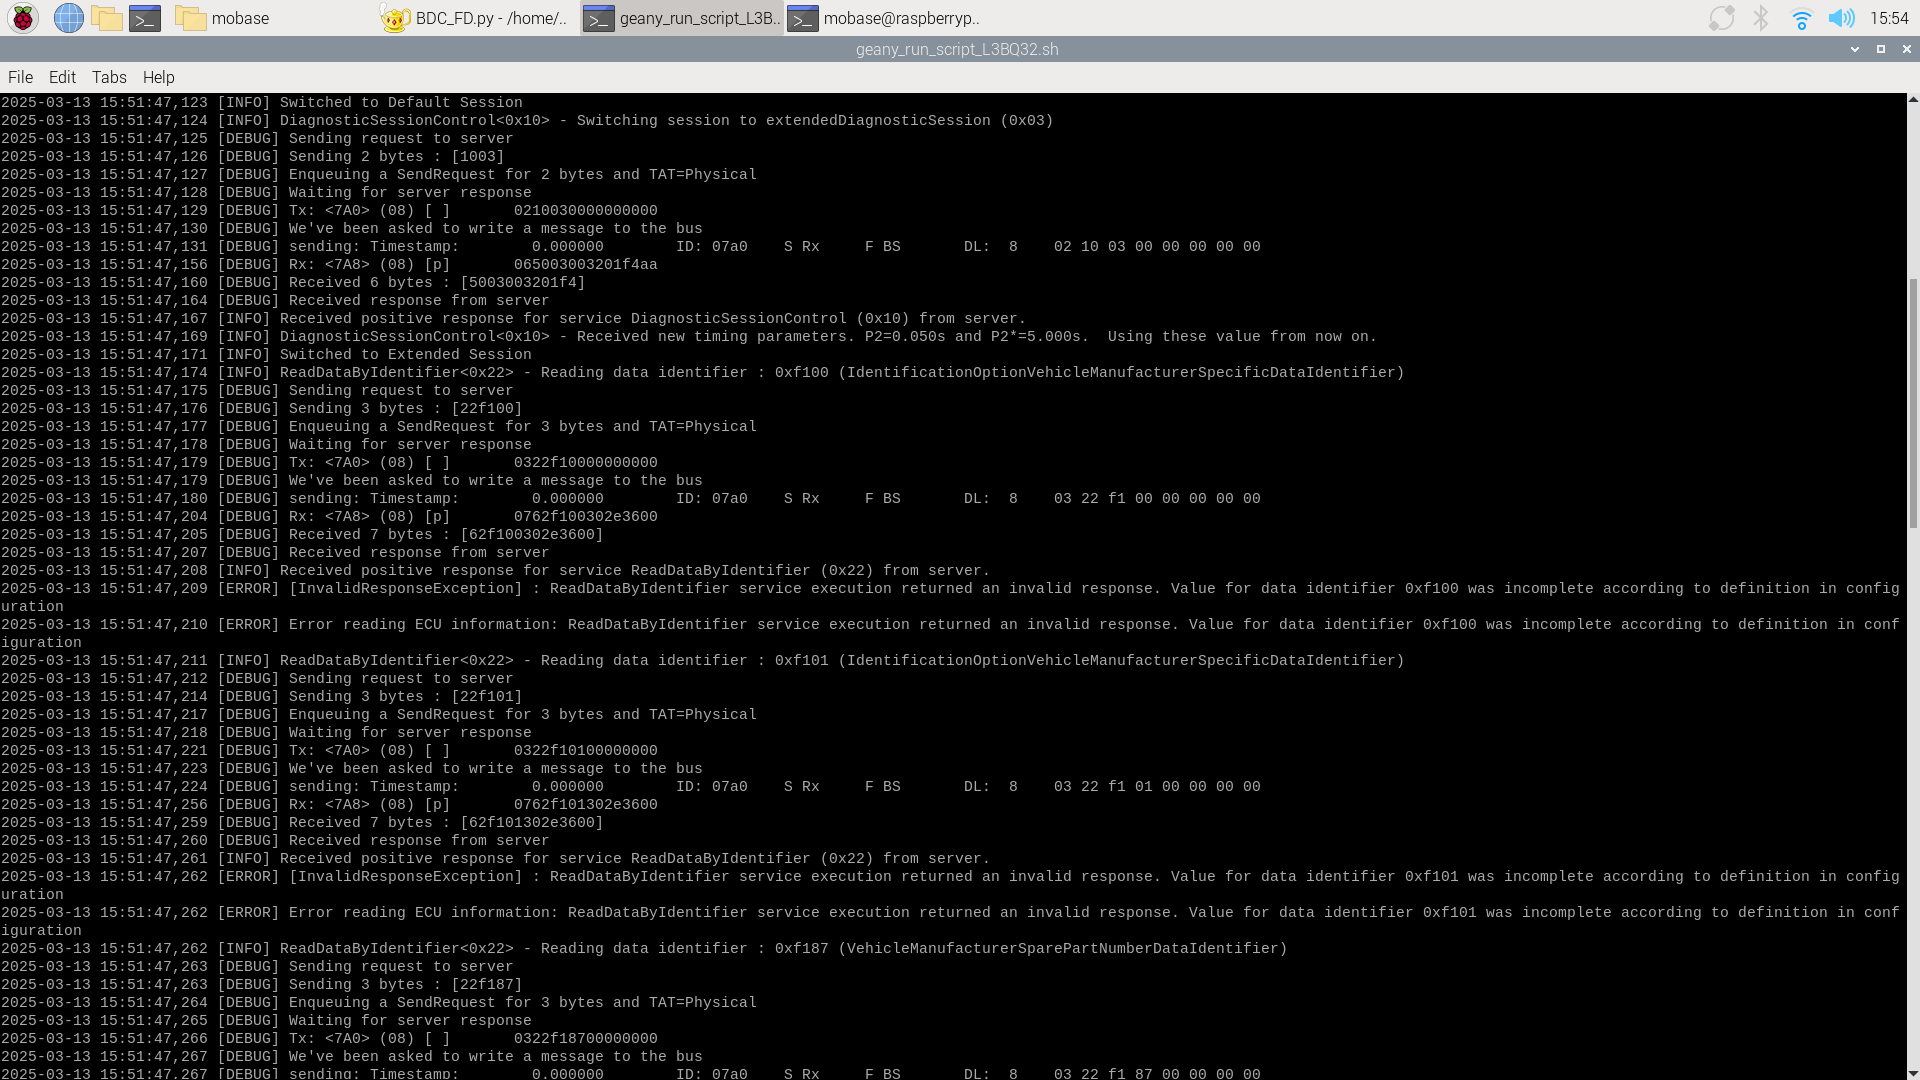 mobase
BDC_FD.py - /home/..
geany_run_script_L3B..
mobase@raspberryp..
15:54
geany_run_script_L3BQ32.sh
File Edit Tabs Help
2025-03-13 15:51:47,123 [INFO] Switched to Default Session
2025-03-13 15:51:47,124 [INFO] DiagnosticSessionControl<0x10> - Switching session to extendedDiagnosticSession (0x03)
2025-03-13 15:51:47,125 [DEBUG] Sending request to server
2025-03-13 15:51:47,126 [DEBUG] Sending 2 bytes : [1003]
2025-03-13 15:51:47,127 [DEBUG] Enqueuing a SendRequest for 2 bytes and TAT=Physical
2025-03-13 15:51:47,128 [DEBUG] Waiting for server response
2025-03-13 15:51:47,129 [DEBUG] Tx: <7A0> (08) [ ]       0210030000000000
2025-03-13 15:51:47,130 [DEBUG] We've been asked to write a message to the bus
2025-03-13 15:51:47,131 [DEBUG] sending: Timestamp:        0.000000        ID: 07a0    S Rx     F BS       DL:  8    02 10 03 00 00 00 00 00
2025-03-13 15:51:47,156 [DEBUG] Rx: <7A8> (08) [p]       065003003201f4aa
2025-03-13 15:51:47,160 [DEBUG] Received 6 bytes : [5003003201f4]
2025-03-13 15:51:47,164 [DEBUG] Received response from server
2025-03-13 15:51:47,167 [INFO] Received positive response for service DiagnosticSessionControl (0x10) from server.
2025-03-13 15:51:47,169 [INFO] DiagnosticSessionControl<0x10> - Received new timing parameters. P2=0.050s and P2*=5.000s.  Using these value from now on.
2025-03-13 15:51:47,171 [INFO] Switched to Extended Session
2025-03-13 15:51:47,174 [INFO] ReadDataByIdentifier<0x22> - Reading data identifier : 0xf100 (IdentificationOptionVehicleManufacturerSpecificDataIdentifier)
2025-03-13 15:51:47,175 [DEBUG] Sending request to server
2025-03-13 15:51:47,176 [DEBUG] Sending 3 bytes : [22f100]
2025-03-13 15:51:47,177 [DEBUG] Enqueuing a SendRequest for 3 bytes and TAT=Physical
2025-03-13 15:51:47,178 [DEBUG] Waiting for server response
2025-03-13 15:51:47,179 [DEBUG] Tx: <7A0> (08) [ ]       0322f10000000000
2025-03-13 15:51:47,179 [DEBUG] We've been asked to write a message to the bus
2025-03-13 15:51:47,180 [DEBUG] sending: Timestamp:        0.000000        ID: 07a0    S Rx     F BS       DL:  8    03 22 f1 00 00 00 00 00
2025-03-13 15:51:47,204 [DEBUG] Rx: <7A8> (08) [p]       0762f100302e3600
2025-03-13 15:51:47,205 [DEBUG] Received 7 bytes : [62f100302e3600]
2025-03-13 15:51:47,207 [DEBUG] Received response from server
2025-03-13 15:51:47,208 [INFO] Received positive response for service ReadDataByIdentifier (0x22) from server.
2025-03-13 15:51:47,209 [ERROR] [InvalidResponseException] : ReadDataByIdentifier service execution returned an invalid response. Value for data identifier 0xf100 was incomplete according to definition in config
uration
2025-03-13 15:51:47,210 [ERROR] Error reading ECU information: ReadDataByIdentifier service execution returned an invalid response. Value for data identifier 0xf100 was incomplete according to definition in conf
iguration
2025-03-13 15:51:47,211 [INFO] ReadDataByIdentifier<0x22> - Reading data identifier : 0xf101 (IdentificationOptionVehicleManufacturerSpecificDataIdentifier)
2025-03-13 15:51:47,212 [DEBUG] Sending request to server
2025-03-13 15:51:47,214 [DEBUG] Sending 3 bytes : [22f101]
2025-03-13 15:51:47,217 [DEBUG] Enqueuing a SendRequest for 3 bytes and TAT=Physical
2025-03-13 15:51:47,218 [DEBUG] Waiting for server response
2025-03-13 15:51:47,221 [DEBUG] Tx: <7A0> (08) [ ]       0322f10100000000
2025-03-13 15:51:47,223 [DEBUG] We've been asked to write a message to the bus
2025-03-13 15:51:47,224 [DEBUG] sending: Timestamp:        0.000000        ID: 07a0    S Rx     F BS       DL:  8    03 22 f1 01 00 00 00 00
2025-03-13 15:51:47,256 [DEBUG] Rx: <7A8> (08) [p]       0762f101302e3600
2025-03-13 15:51:47,259 [DEBUG] Received 7 bytes : [62f101302e3600]
2025-03-13 15:51:47,260 [DEBUG] Received response from server
2025-03-13 15:51:47,261 [INFO] Received positive response for service ReadDataByIdentifier (0x22) from server.
2025-03-13 15:51:47,262 [ERROR] [InvalidResponseException] : ReadDataByIdentifier service execution returned an invalid response. Value for data identifier 0xf101 was incomplete according to definition in config
uration
2025-03-13 15:51:47,262 [ERROR] Error reading ECU information: ReadDataByIdentifier service execution returned an invalid response. Value for data identifier 0xf101 was incomplete according to definition in conf
iguration
2025-03-13 15:51:47,262 [INFO] ReadDataByIdentifier<0x22> - Reading data identifier : 0xf187 (VehicleManufacturerSparePartNumberDataIdentifier)
2025-03-13 15:51:47,263 [DEBUG] Sending request to server
2025-03-13 15:51:47,263 [DEBUG] Sending 3 bytes : [22f187]
2025-03-13 15:51:47,264 [DEBUG] Enqueuing a SendRequest for 3 bytes and TAT=Physical
2025-03-13 15:51:47,265 [DEBUG] Waiting for server response
2025-03-13 15:51:47,266 [DEBUG] Tx: <7A0> (08) [ ]       0322f18700000000
2025-03-13 15:51:47,267 [DEBUG] We've been asked to write a message to the bus
2025-03-13 15:51:47,267 [DEBUG] sending: Timestamp:        0.000000        ID: 07a0    S Rx     F BS       DL:  8    03 22 f1 87 00 00 00 00